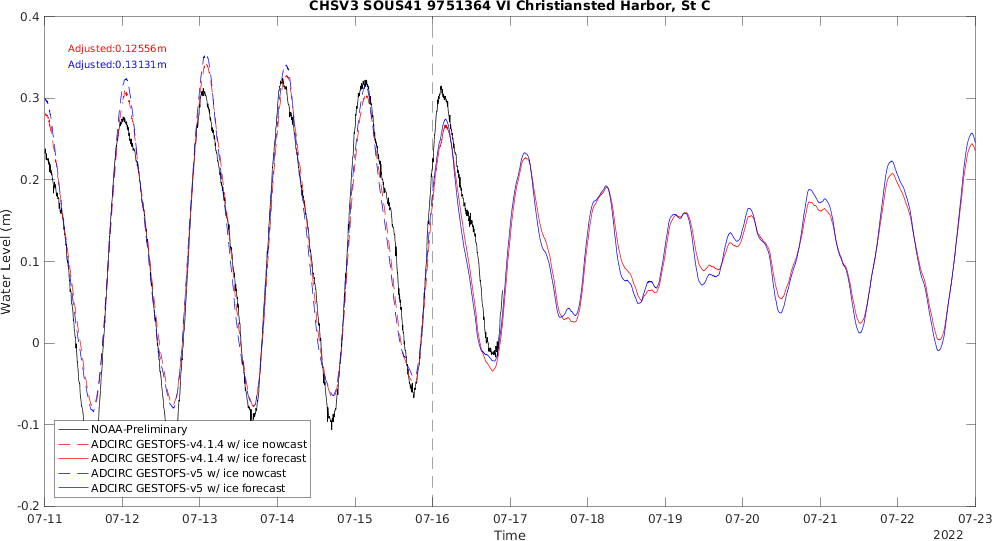 CHSV3 SOUS41 9751364 VI Christiansted Harbor, St C
0.4
Adjusted:0.12556m
Adjusted:0.13131m
0.3
0.2
0.1
0
-0.1
-0.2
Water Level (m)
NOAA-Preliminary
ADCIRC GESTOFS-v4.1.4 w/ ice nowcast
ADCIRC GESTOFS-v4.1.4 w/ ice forecast
ADCIRC GESTOFS-v5 w/ ice nowcast
ADCIRC GESTOFS-v5 w/ ice forecast
07-11 07-12 07-13 07-14 07-15 07-16 07-17 07-18 07-19 07-20 07-21 07-22 07-23
Time
2022